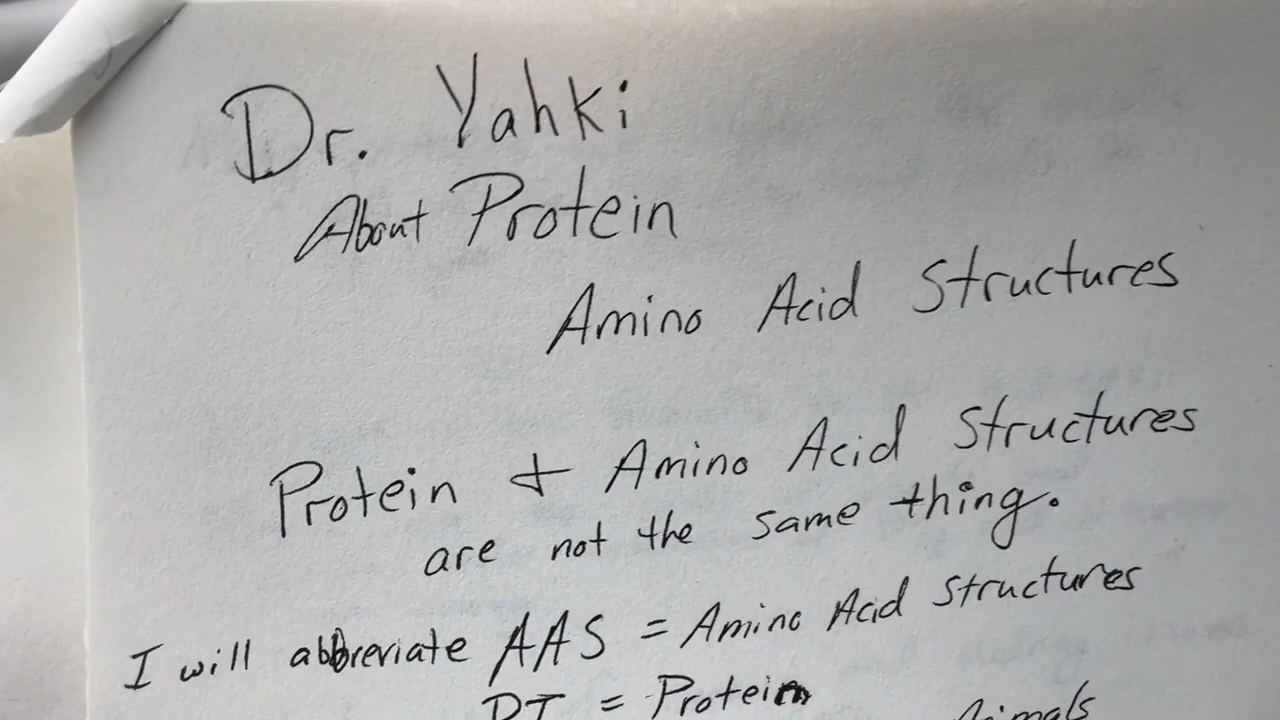 Dr. Yahki
About Protein
Amino Acid Structures
Protein + Amino Acid Structures
are not the same thing.
I will abbreviate AAS = Amino Acid Structures
PT = Protein